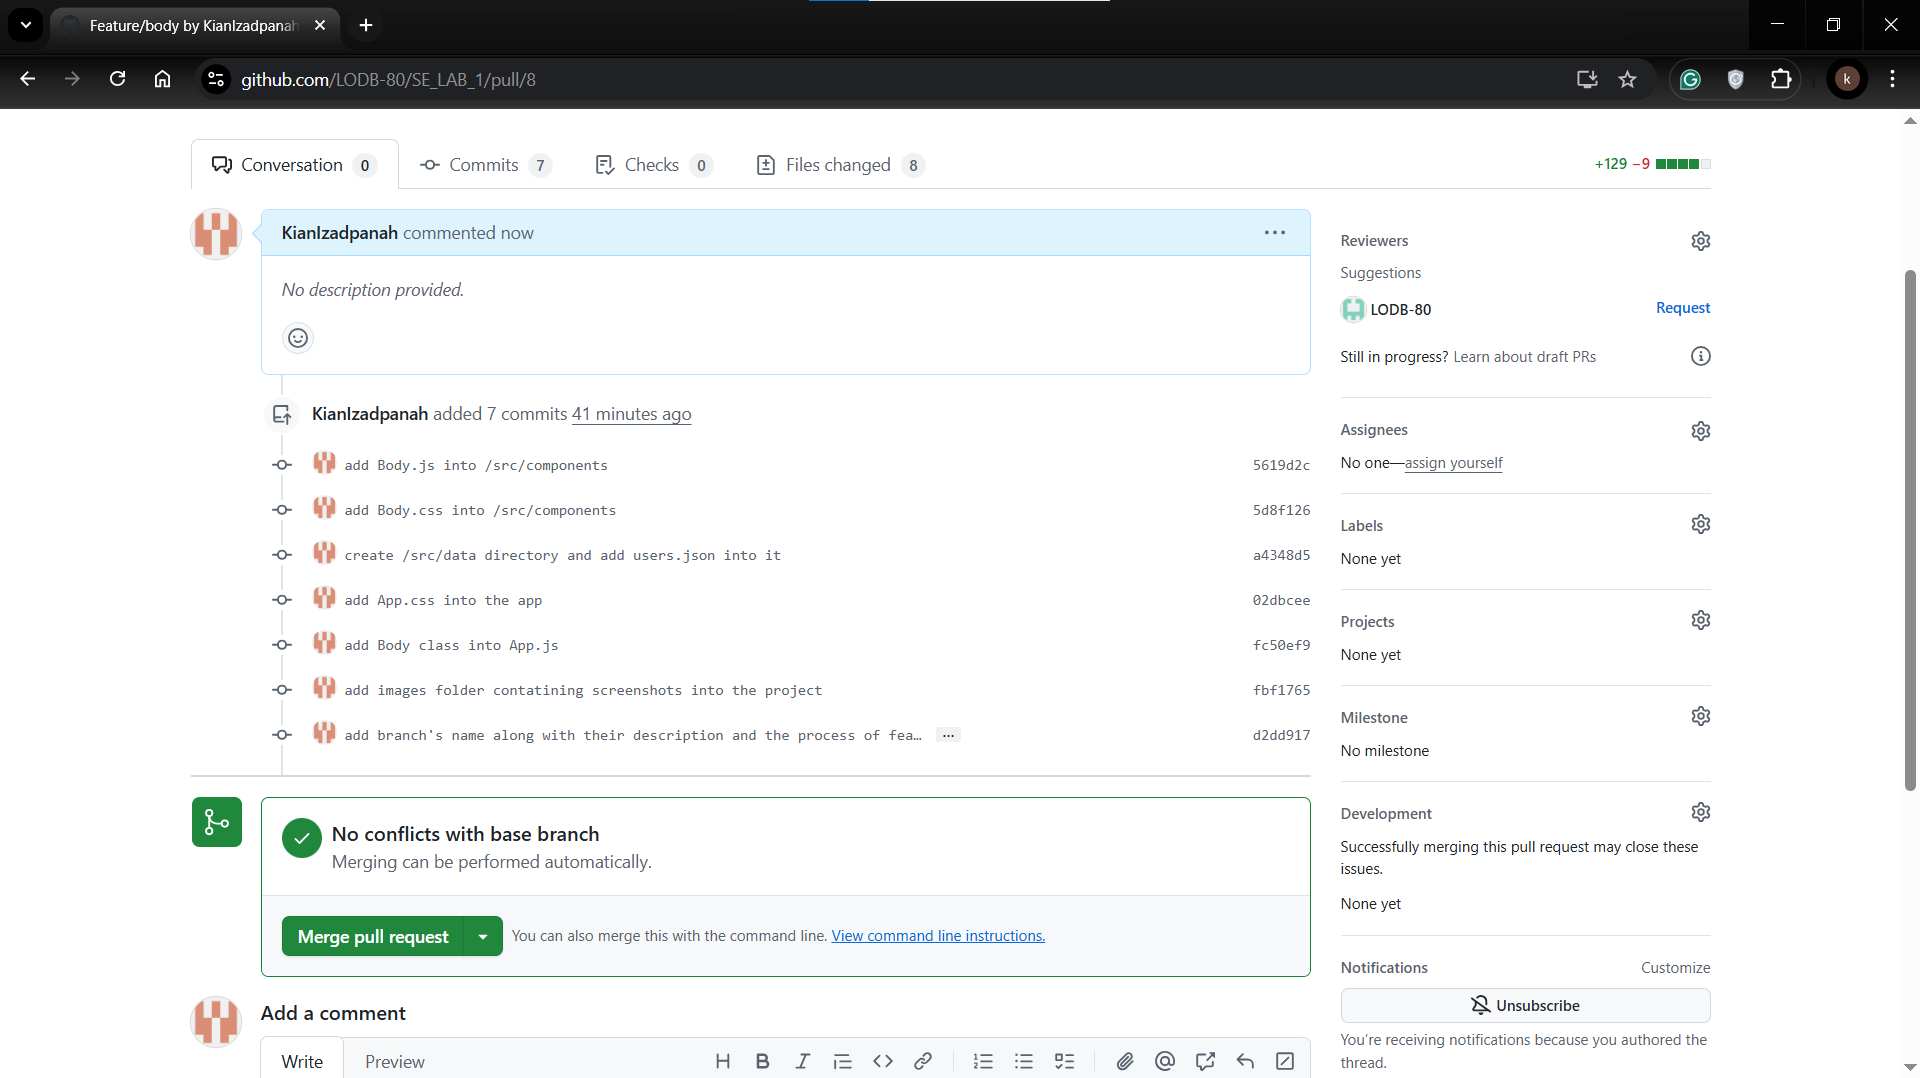 Feature/body by KianIzadpanah
github.com/LODB-80/SE_LAB_1/pull/8
k
Conversation 0
Commits 7
Checks 0
Files changed 8
+129 −9
KianIzadpanah commented now
No description provided.
KianIzadpanah added 7 commits 41 minutes ago
add Body.js into /src/components 5619d2c
add Body.css into /src/components 5d8f126
create /src/data directory and add users.json into it a4348d5
add App.css into the app 02dbcee
add Body class into App.js fc50ef9
add images folder contatining screenshots into the project fbf1765
add branch's name along with their description and the process of fea… ... d2dd917
No conflicts with base branch
Merging can be performed automatically.
Merge pull request
You can also merge this with the command line. View command line instructions.
Add a comment
Write
Preview
Reviewers
Suggestions
LODB-80 Request
Still in progress? Learn about draft PRs
Assignees
No one—assign yourself
Labels
None yet
Projects
None yet
Milestone
No milestone
Development
Successfully merging this pull request may close these
issues.
None yet
Notifications Customize
Unsubscribe
You're receiving notifications because you authored the
thread.